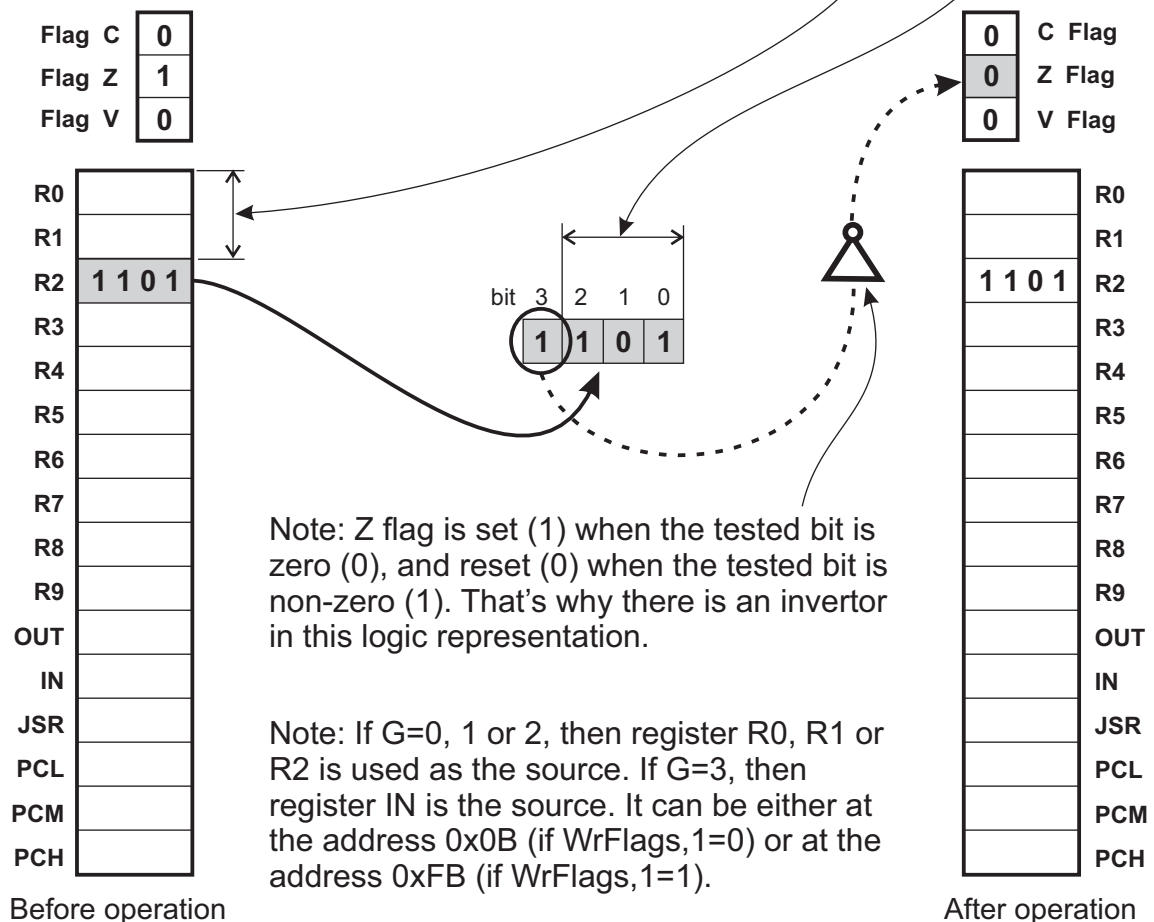 Flag C 0
Flag Z 1
Flag V 0
0 C Flag
0 Z Flag
0 V Flag
R0
R1
R2 1 1 0 1
R3
R4
R5
R6
R7
R8
R9
OUT
IN
JSR
PCL
PCM
PCH
Before operation
bit 3 2 1 0
1 1 0 1
Note: Z flag is set (1) when the tested bit is
zero (0), and reset (0) when the tested bit is
non-zero (1). That's why there is an invertor
in this logic representation.
Note: If G=0, 1 or 2, then register R0, R1 or
R2 is used as the source. If G=3, then
register IN is the source. It can be either at
the address 0x0B (if WrFlags,1=0) or at the
address 0xFB (if WrFlags,1=1).
R0
R1
1 1 0 1 R2
R3
R4
R5
R6
R7
R8
R9
OUT
IN
JSR
PCL
PCM
PCH
After operation